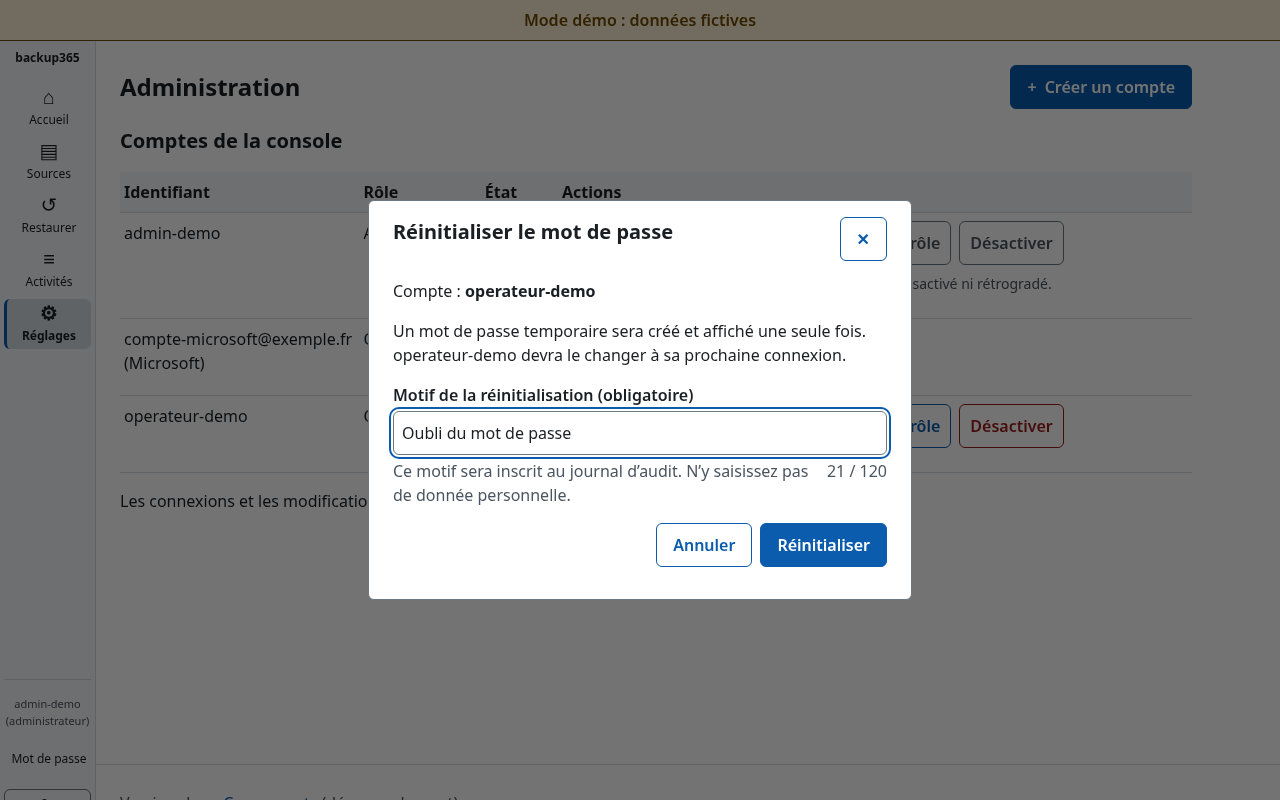 Mode démo : données fictives
backup365
Accueil
Sources
Restaurer
Activités
Réglages
admin-demo
(administrateur)
Mot de passe
Administration
+ Créer un compte
Comptes de la console
Identifiant Rôle État Actions
admin-demo
rôle Désactiver
sactivé ni rétrogradé.
compte-microsoft@exemple.fr
(Microsoft)
operateur-demo
rôle Désactiver
Les connexions et les modificatio
Réinitialiser le mot de passe
×
Compte : operateur-demo
Un mot de passe temporaire sera créé et affiché une seule fois.
operateur-demo devra le changer à sa prochaine connexion.
Motif de la réinitialisation (obligatoire)
Oubli du mot de passe
Ce motif sera inscrit au journal d’audit. N’y saisissez pas 21 / 120
de donnée personnelle.
Annuler Réinitialiser